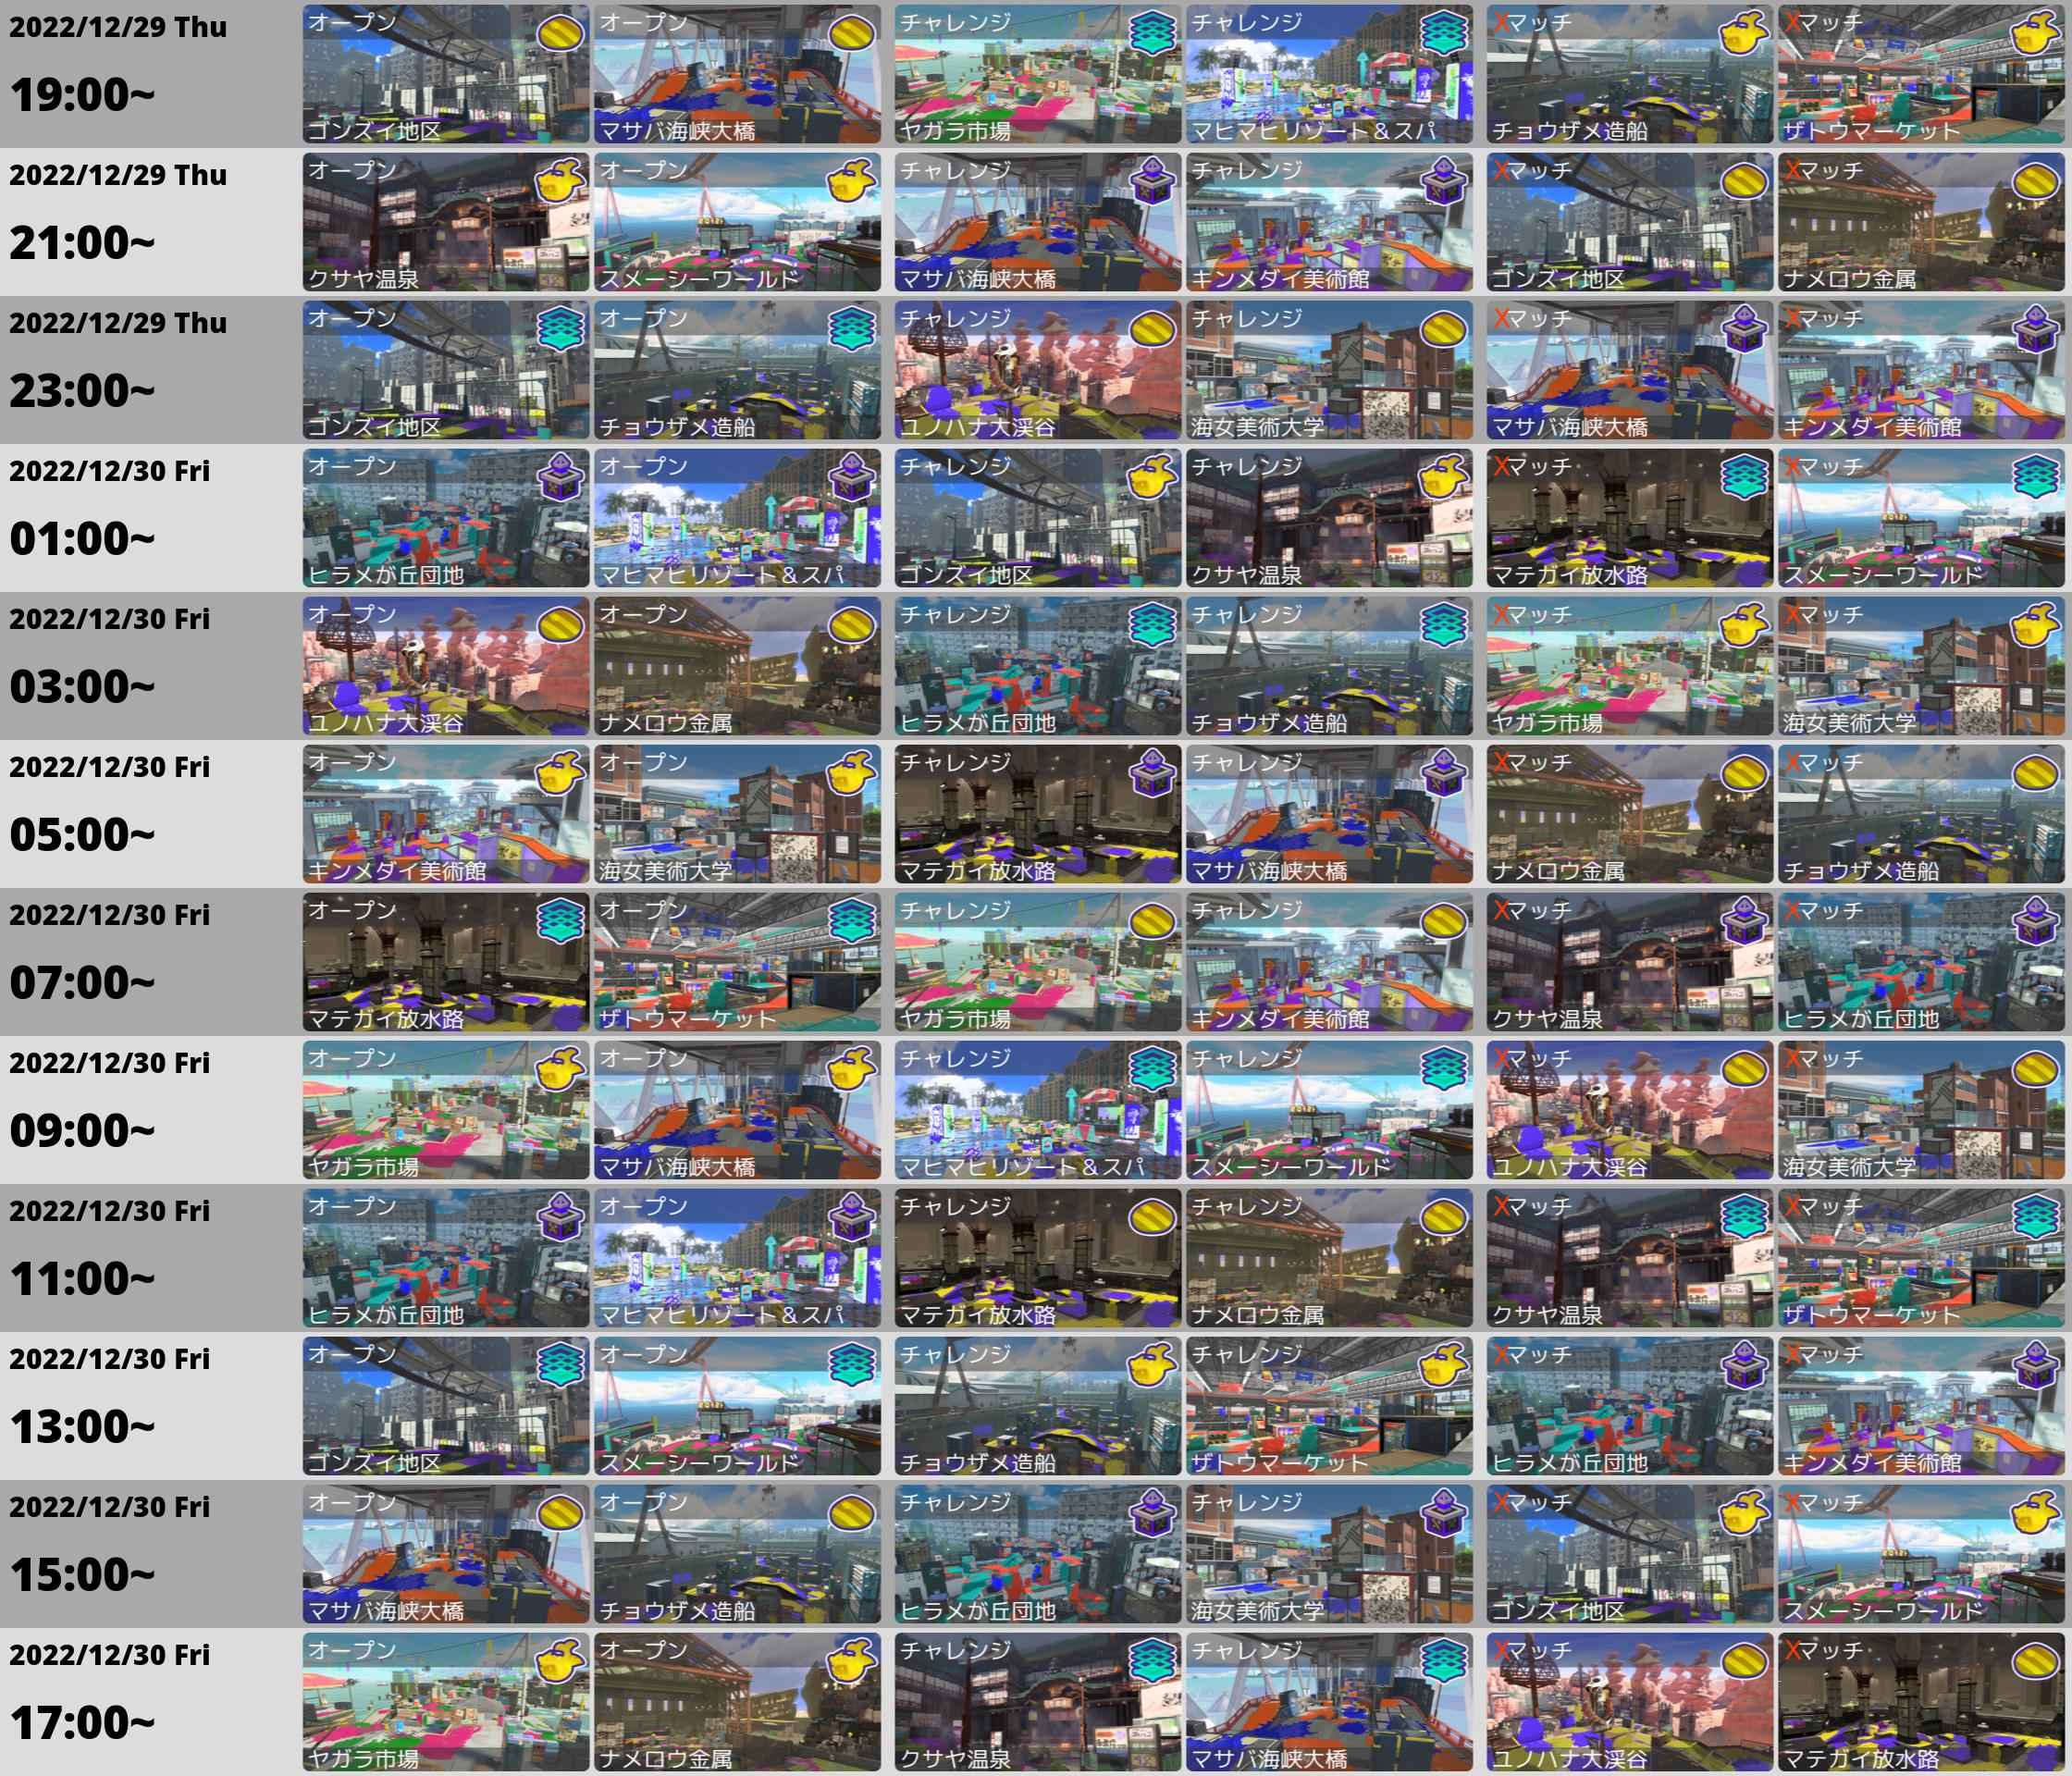 2022/12/29 Thu
19:00~
オープン オープン チャレンジ チャレンジ Xマッチ Xマッチ
ゴンズイ地区 マサバ海峡大橋 ヤガラ市場 マヒマヒリゾート＆スパ チョウザメ造船 ザトウマーケット
2022/12/29 Thu
21:00~
オープン オープン チャレンジ チャレンジ Xマッチ Xマッチ
クサヤ温泉 スメーシーワールド マサバ海峡大橋 キンメダイ美術館 ゴンズイ地区 ナメロウ金属
2022/12/29 Thu
23:00~
オープン オープン チャレンジ チャレンジ Xマッチ Xマッチ
ゴンズイ地区 チョウザメ造船 ユノハナ大渓谷 海女美術大学 マサバ海峡大橋 キンメダイ美術館
2022/12/30 Fri
01:00~
オープン オープン チャレンジ チャレンジ Xマッチ Xマッチ
ヒラメが丘団地 マヒマヒリゾート＆スパ ゴンズイ地区 クサヤ温泉 マテガイ放水路 スメーシーワールド
2022/12/30 Fri
03:00~
オープン オープン チャレンジ チャレンジ Xマッチ Xマッチ
ユノハナ大渓谷 ナメロウ金属 ヒラメが丘団地 チョウザメ造船 ヤガラ市場 海女美術大学
2022/12/30 Fri
05:00~
オープン オープン チャレンジ チャレンジ Xマッチ Xマッチ
キンメダイ美術館 海女美術大学 マテガイ放水路 マサバ海峡大橋 ナメロウ金属 チョウザメ造船
2022/12/30 Fri
07:00~
オープン オープン チャレンジ チャレンジ Xマッチ Xマッチ
マテガイ放水路 ザトウマーケット ヤガラ市場 キンメダイ美術館 クサヤ温泉 ヒラメが丘団地
2022/12/30 Fri
09:00~
オープン オープン チャレンジ チャレンジ Xマッチ Xマッチ
ヤガラ市場 マサバ海峡大橋 マヒマヒリゾート＆スパ スメーシーワールド ユノハナ大渓谷 海女美術大学
2022/12/30 Fri
11:00~
オープン オープン チャレンジ チャレンジ Xマッチ Xマッチ
ヒラメが丘団地 マヒマヒリゾート＆スパ マテガイ放水路 ナメロウ金属 クサヤ温泉 ザトウマーケット
2022/12/30 Fri
13:00~
オープン オープン チャレンジ チャレンジ Xマッチ Xマッチ
ゴンズイ地区 スメーシーワールド チョウザメ造船 ザトウマーケット ヒラメが丘団地 キンメダイ美術館
2022/12/30 Fri
15:00~
オープン オープン チャレンジ チャレンジ Xマッチ Xマッチ
マサバ海峡大橋 チョウザメ造船 ヒラメが丘団地 海女美術大学 ゴンズイ地区 スメーシーワールド
2022/12/30 Fri
17:00~
オープン オープン チャレンジ チャレンジ Xマッチ Xマッチ
ヤガラ市場 ナメロウ金属 クサヤ温泉 マサバ海峡大橋 ユノハナ大渓谷 マテガイ放水路